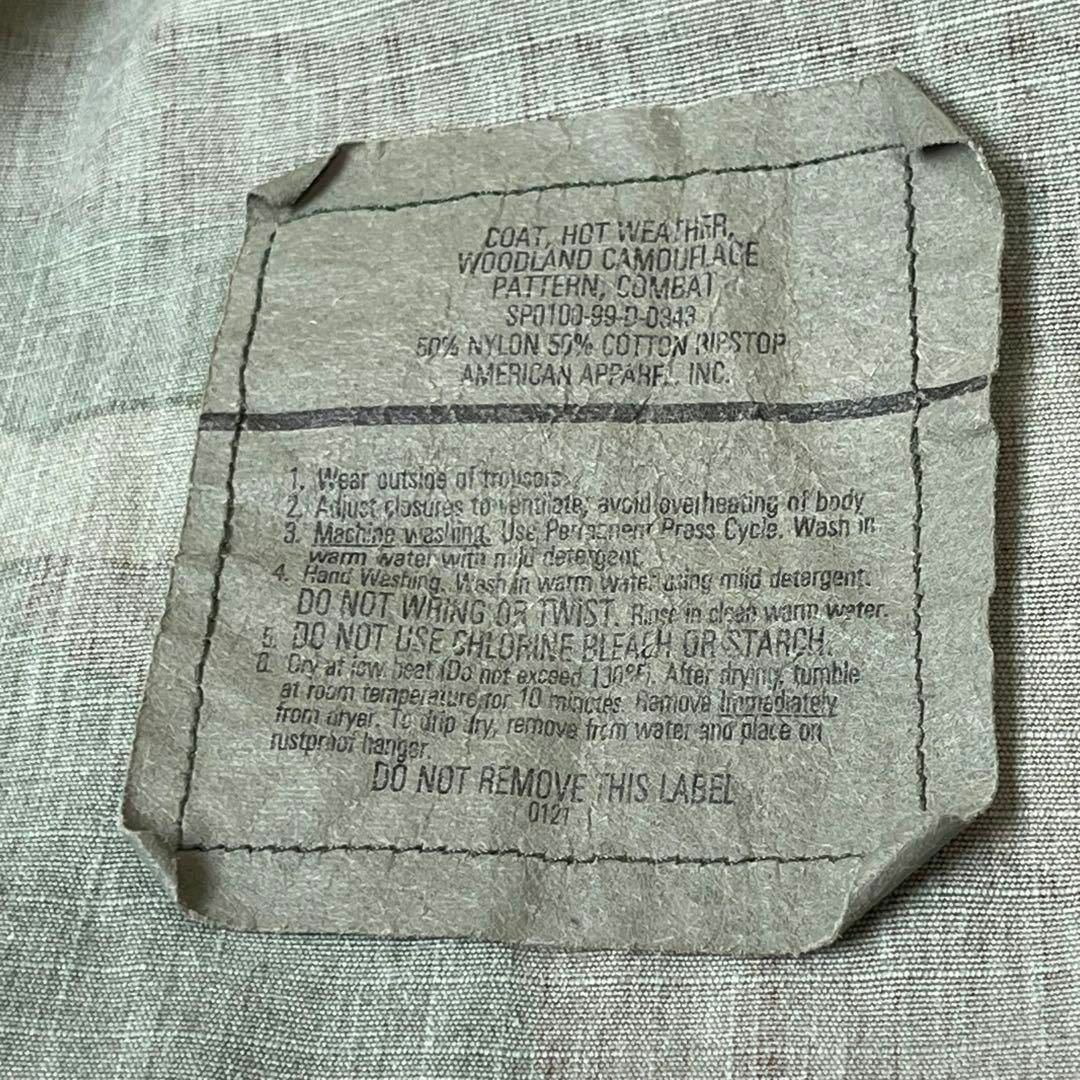 COAT, HOT WEATHER,
WOODLAND CAMOUFLAGE
PATTERN, COMBAT
SP0100-99-D-0343
50% NYLON 50% COTTON RIPSTOP
AMERICAN APPAREL, INC.
1. Wear outside of trousers.
2. Adjust closures to ventilate; avoid overheating of body
3. Machine washing. Use Permanent Press Cycle. Wash in
warm water with mild detergent.
4. Hand Washing. Wash in warm water using mild detergent.
DO NOT WRING OR TWIST. Rinse in clean warm water.
5. DO NOT USE CHLORINE BLEACH OR STARCH.
6. Dry at low heat (Do not exceed 130°F). After drying, tumble
at room temperature for 10 minutes. Remove Immediately
from dryer. To drip dry, remove from water and place on
rustproof hanger.
DO NOT REMOVE THIS LABEL